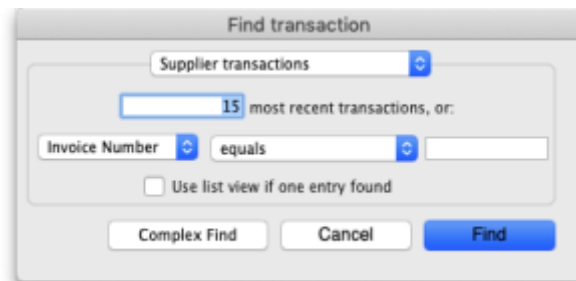 Find transaction
Supplier transactions
15 most recent transactions, or:
Invoice Number equals
Use list view if one entry found
Complex Find Cancel Find